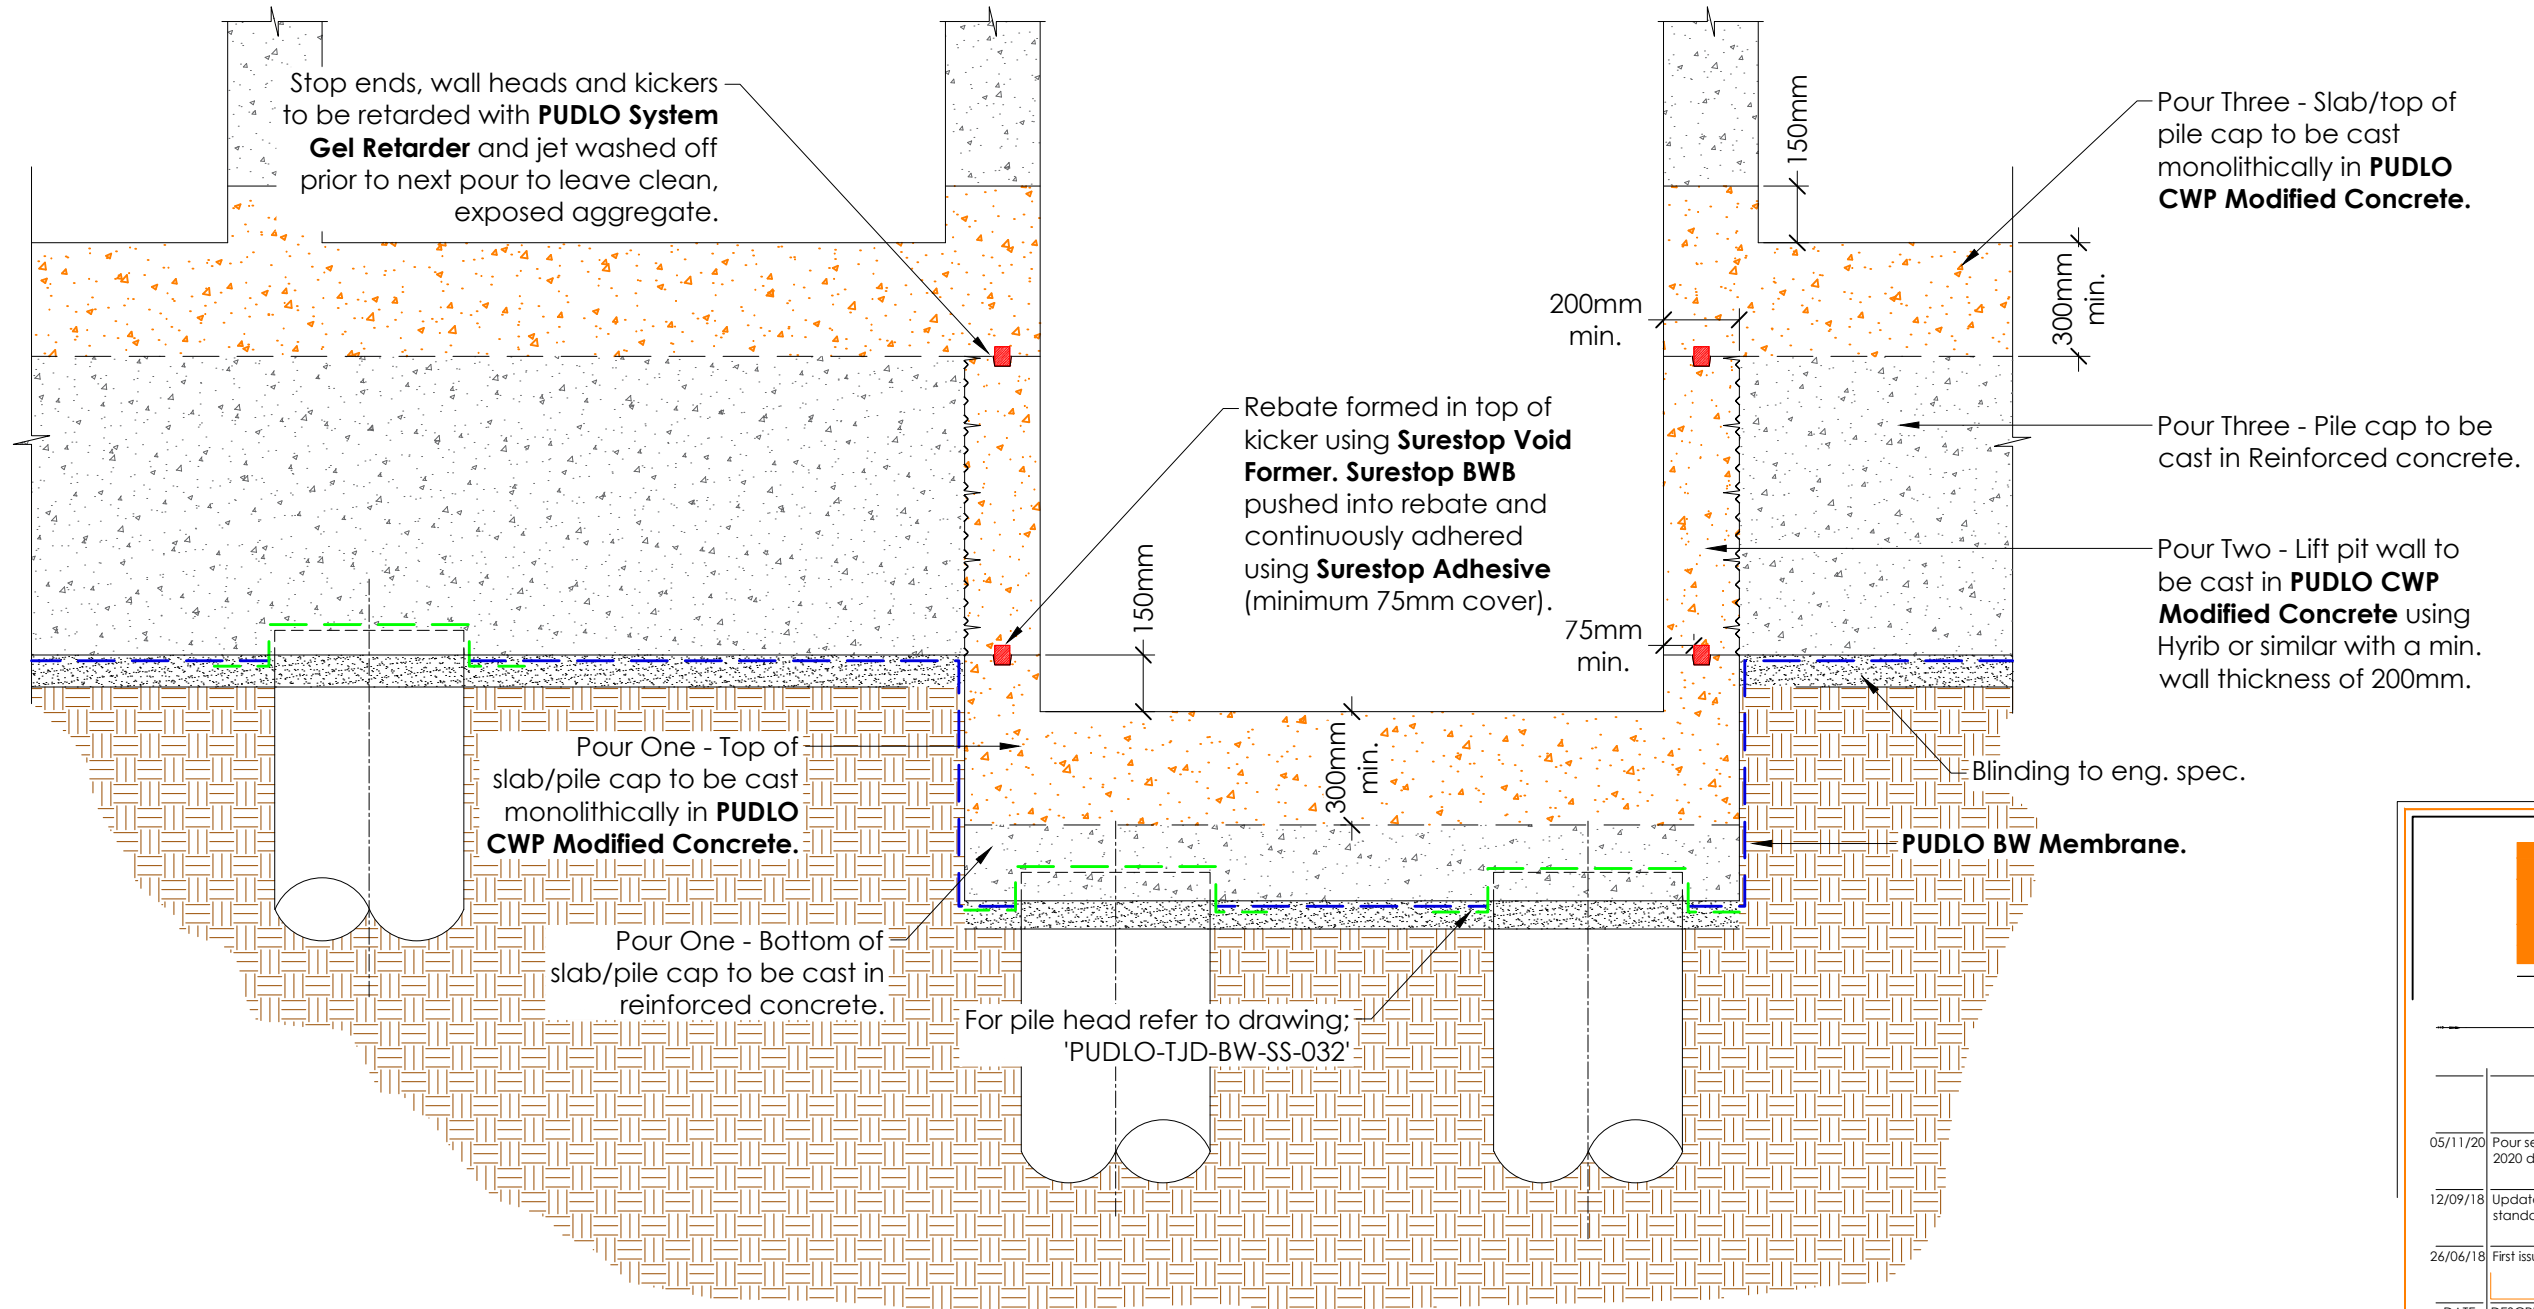 Stop ends, wall heads and kickers
to be retarded with PUDLO System
Gel Retarder and jet washed off
prior to next pour to leave clean,
exposed aggregate.
150mm
Pour Three - Slab/top of
pile cap to be cast
monolithically in PUDLO
CWP Modified Concrete.
300mm
min.
200mm
min.
Rebate formed in top of
kicker using Surestop Void
Former. Surestop BWB
pushed into rebate and
continuously adhered
using Surestop Adhesive
(minimum 75mm cover).
Pour Three - Pile cap to be
cast in Reinforced concrete.
Pour Two - Lift pit wall to
be cast in PUDLO CWP
Modified Concrete using
Hyrib or similar with a min.
wall thickness of 200mm.
150mm
75mm
min.
Pour One - Top of
slab/pile cap to be cast
monolithically in PUDLO
CWP Modified Concrete.
300mm
min.
Blinding to eng. spec.
PUDLO BW Membrane.
Pour One - Bottom of
slab/pile cap to be cast in
reinforced concrete.
For pile head refer to drawing;
'PUDLO-TJD-BW-SS-032'
05/11/20 Pour se
2020 d
12/09/18 Update
standa
26/06/18 First issu